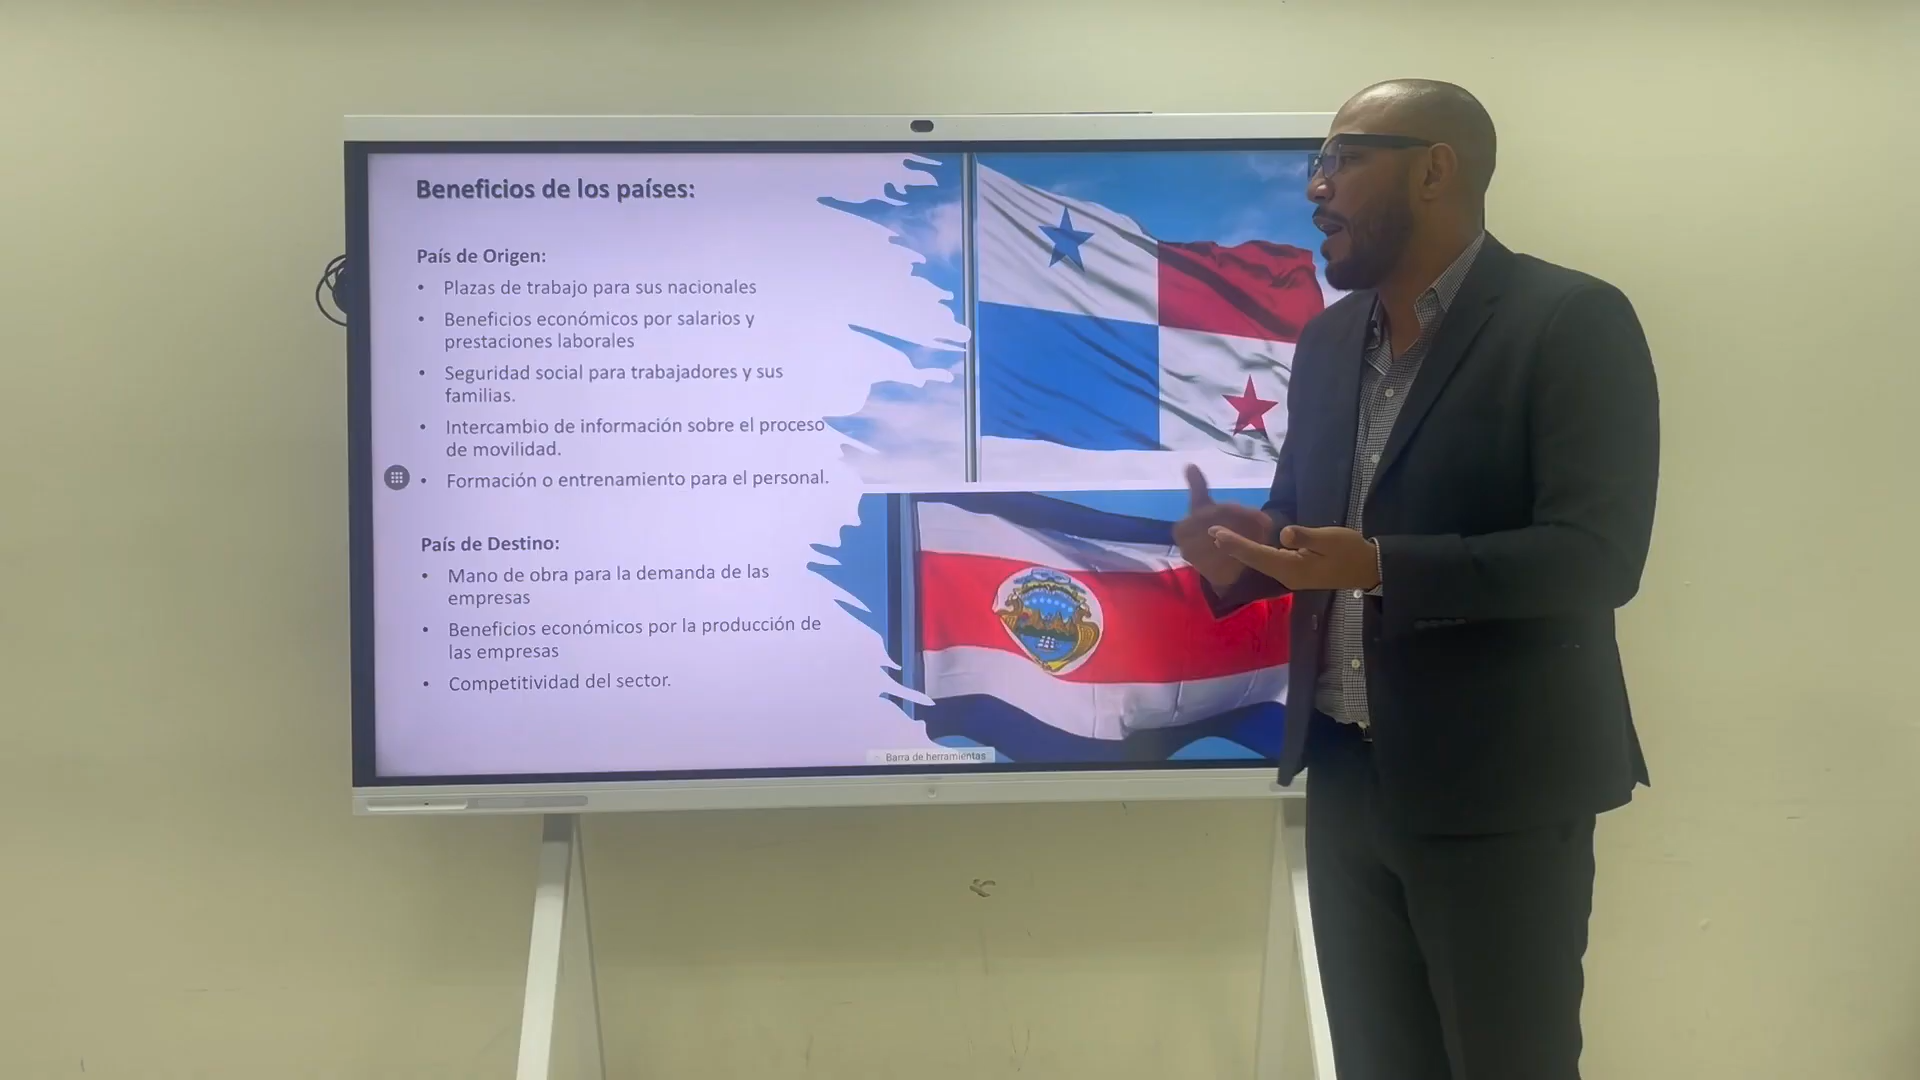 Beneficios de los países:
País de Origen:
• Plazas de trabajo para sus nacionales
• Beneficios económicos por salarios y
prestaciones laborales
• Seguridad social para trabajadores y sus
familias.
• Intercambio de información sobre el proceso
de movilidad.
• Formación o entrenamiento para el personal.
País de Destino:
• Mano de obra para la demanda de las
empresas
• Beneficios económicos por la producción de
las empresas
• Competitividad del sector.
Barra de herramientas